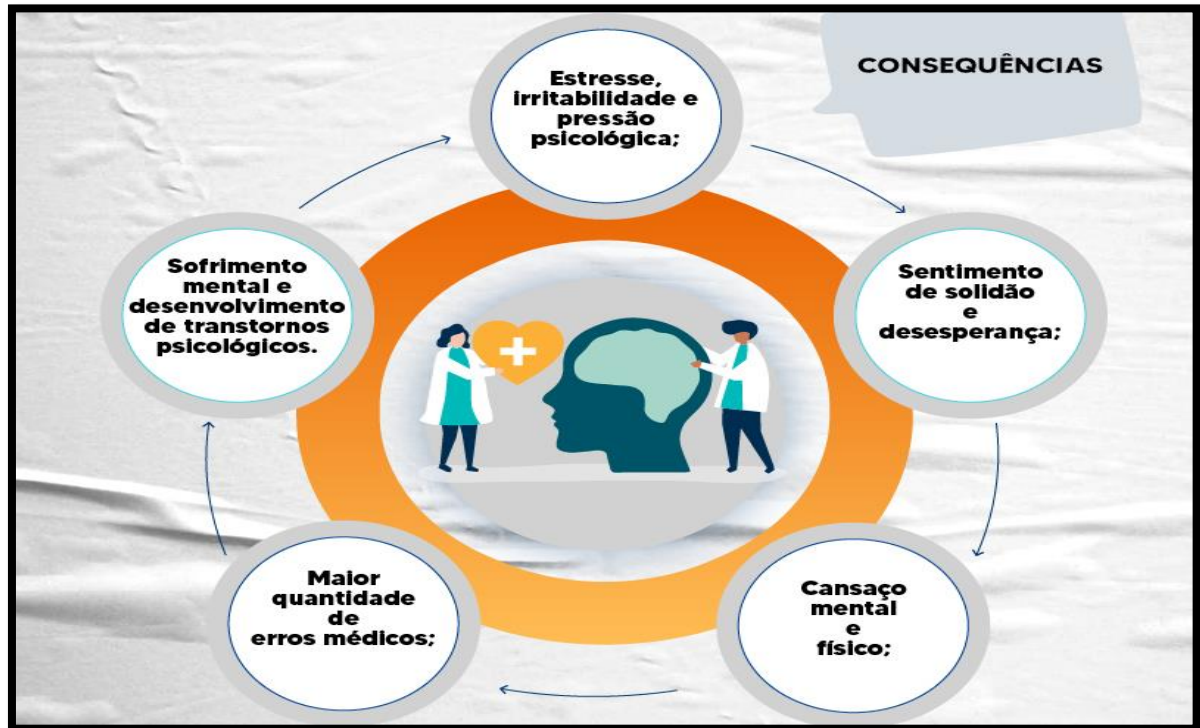 CONSEQUÊNCIAS
Estresse,
irritabilidade e
pressão
psicológica;
Sentimento
de solidão
e
desesperança;
Cansaço
mental
e
físico;
Maior
quantidade
de
erros médicos;
Sofrimento
mental e
desenvolvimento
de transtornos
psicológicos.